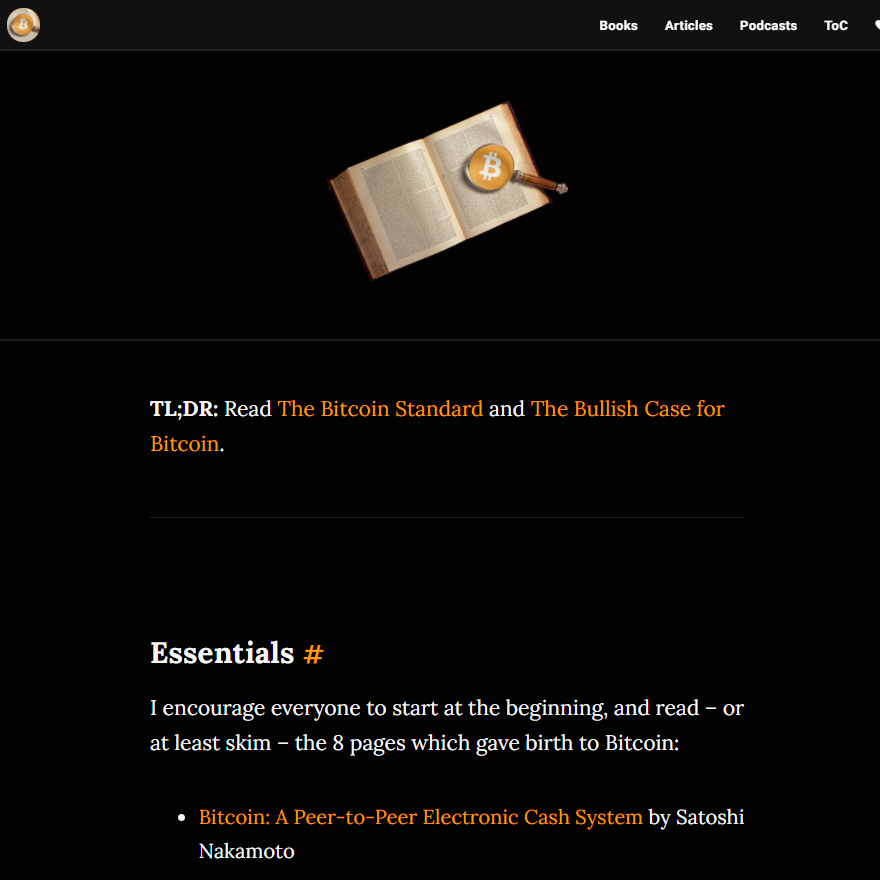 Books Articles Podcasts ToC
TL;DR: Read The Bitcoin Standard and The Bullish Case for
Bitcoin.
Essentials #
I encourage everyone to start at the beginning, and read – or
at least skim – the 8 pages which gave birth to Bitcoin:
• Bitcoin: A Peer-to-Peer Electronic Cash System by Satoshi
Nakamoto